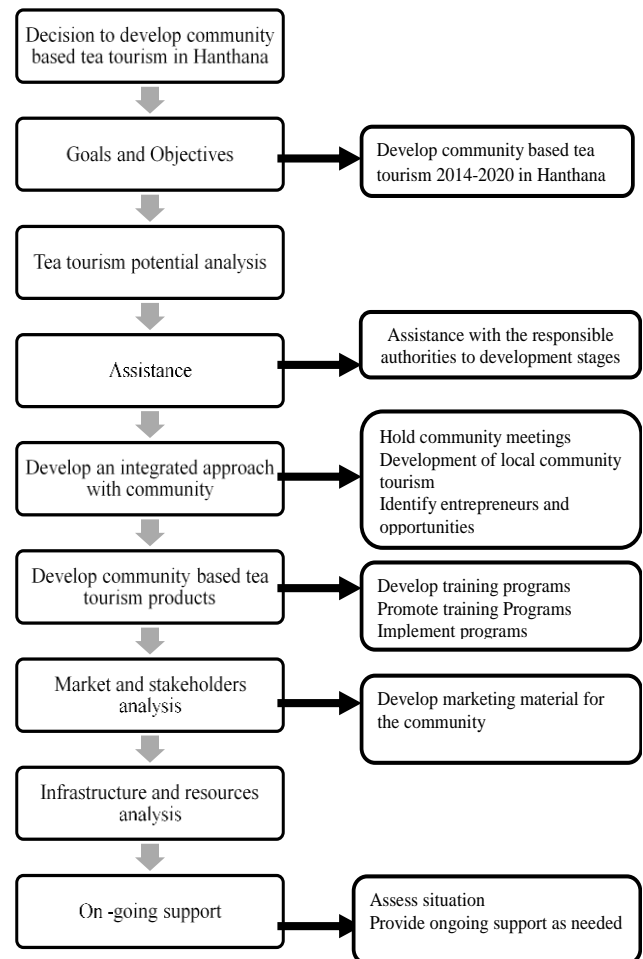 Decision to develop community
based tea tourism in Hanthana
Goals and Objectives
Develop community based tea
tourism 2014-2020 in Hanthana
Tea tourism potential analysis
Assistance
Assistance with the responsible
authorities to development stages
Develop an integrated approach
with community
Hold community meetings
Development of local community
tourism
Identify entrepreneurs and
opportunities
Develop community based tea
tourism products
Develop training programs
Promote training Programs
Implement programs
Market and stakeholders
analysis
Develop marketing material for
the community
Infrastructure and resources
analysis
On -going support
Assess situation
Provide ongoing support as needed